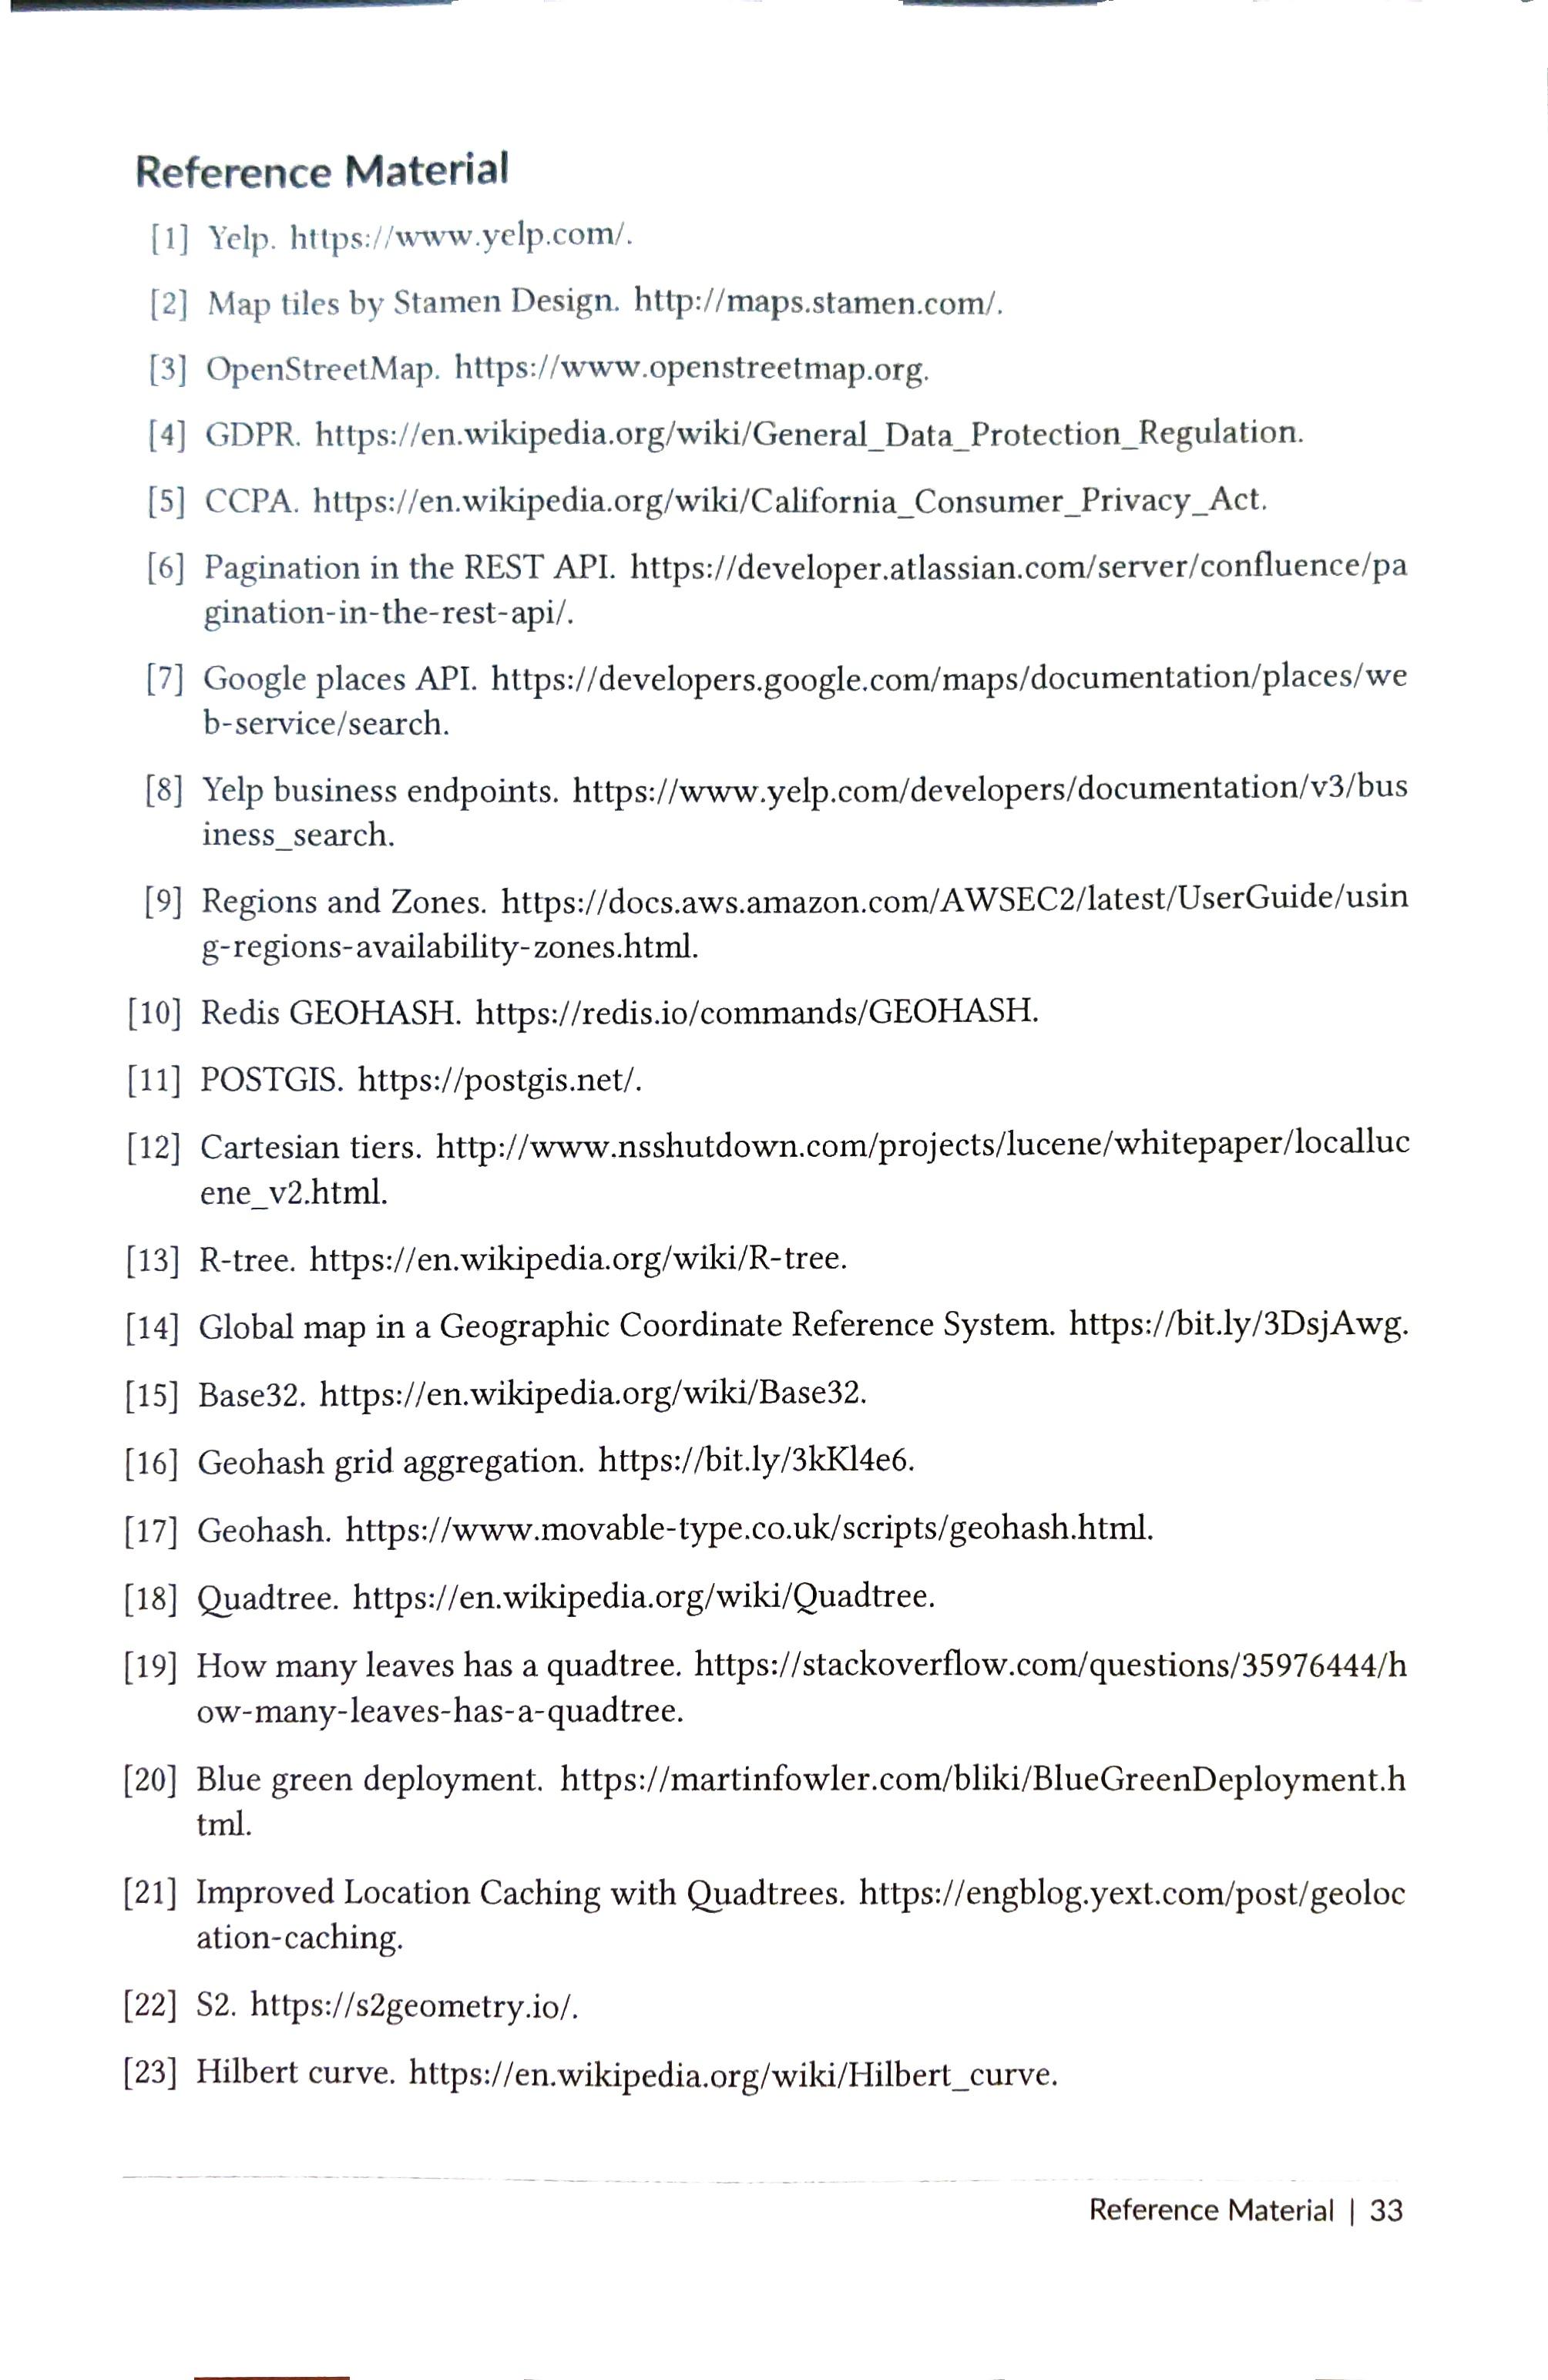 Reference Material
[1] Yelp. https://www.yelp.com/.
[2] Map tiles by Stamen Design. http://maps.stamen.com/.
[3] OpenStreetMap. https://www.openstreetmap.org.
[4] GDPR. https://en.wikipedia.org/wiki/General_Data_Protection_Regulation.
[5] CCPA. https://en.wikipedia.org/wiki/California_Consumer_Privacy_Act.
[6] Pagination in the REST API. https://developer.atlassian.com/server/confluence/pa
gination-in-the-rest-api/.
[7] Google places API. https://developers.google.com/maps/documentation/places/we
b-service/search.
[8] Yelp business endpoints. https://www.yelp.com/developers/documentation/v3/bus
iness_search.
[9] Regions and Zones. https://docs.aws.amazon.com/AWSEC2/latest/UserGuide/usin
g-regions-availability-zones.html.
[10] Redis GEOHASH. https://redis.io/commands/GEOHASH.
[11] POSTGIS. https://postgis.net/.
[12] Cartesian tiers. http://www.nsshutdown.com/projects/lucene/whitepaper/localluc
ene_v2.html.
[13] R-tree. https://en.wikipedia.org/wiki/R-tree.
[14] Global map in a Geographic Coordinate Reference System. https://bit.ly/3DsjAwg.
[15] Base32. https://en.wikipedia.org/wiki/Base32.
[16] Geohash grid aggregation. https://bit.ly/3kKl4e6.
[17] Geohash. https://www.movable-type.co.uk/scripts/geohash.html.
[18] Quadtree. https://en.wikipedia.org/wiki/Quadtree.
[19] How many leaves has a quadtree. https://stackoverflow.com/questions/35976444/h
ow-many-leaves-has-a-quadtree.
[20] Blue green deployment. https://martinfowler.com/bliki/BlueGreenDeployment.h
tml.
[21] Improved Location Caching with Quadtrees. https://engblog.yext.com/post/geoloc
ation-caching.
[22] S2. https://s2geometry.io/.
[23] Hilbert curve. https://en.wikipedia.org/wiki/Hilbert_curve.
Reference Material | 33